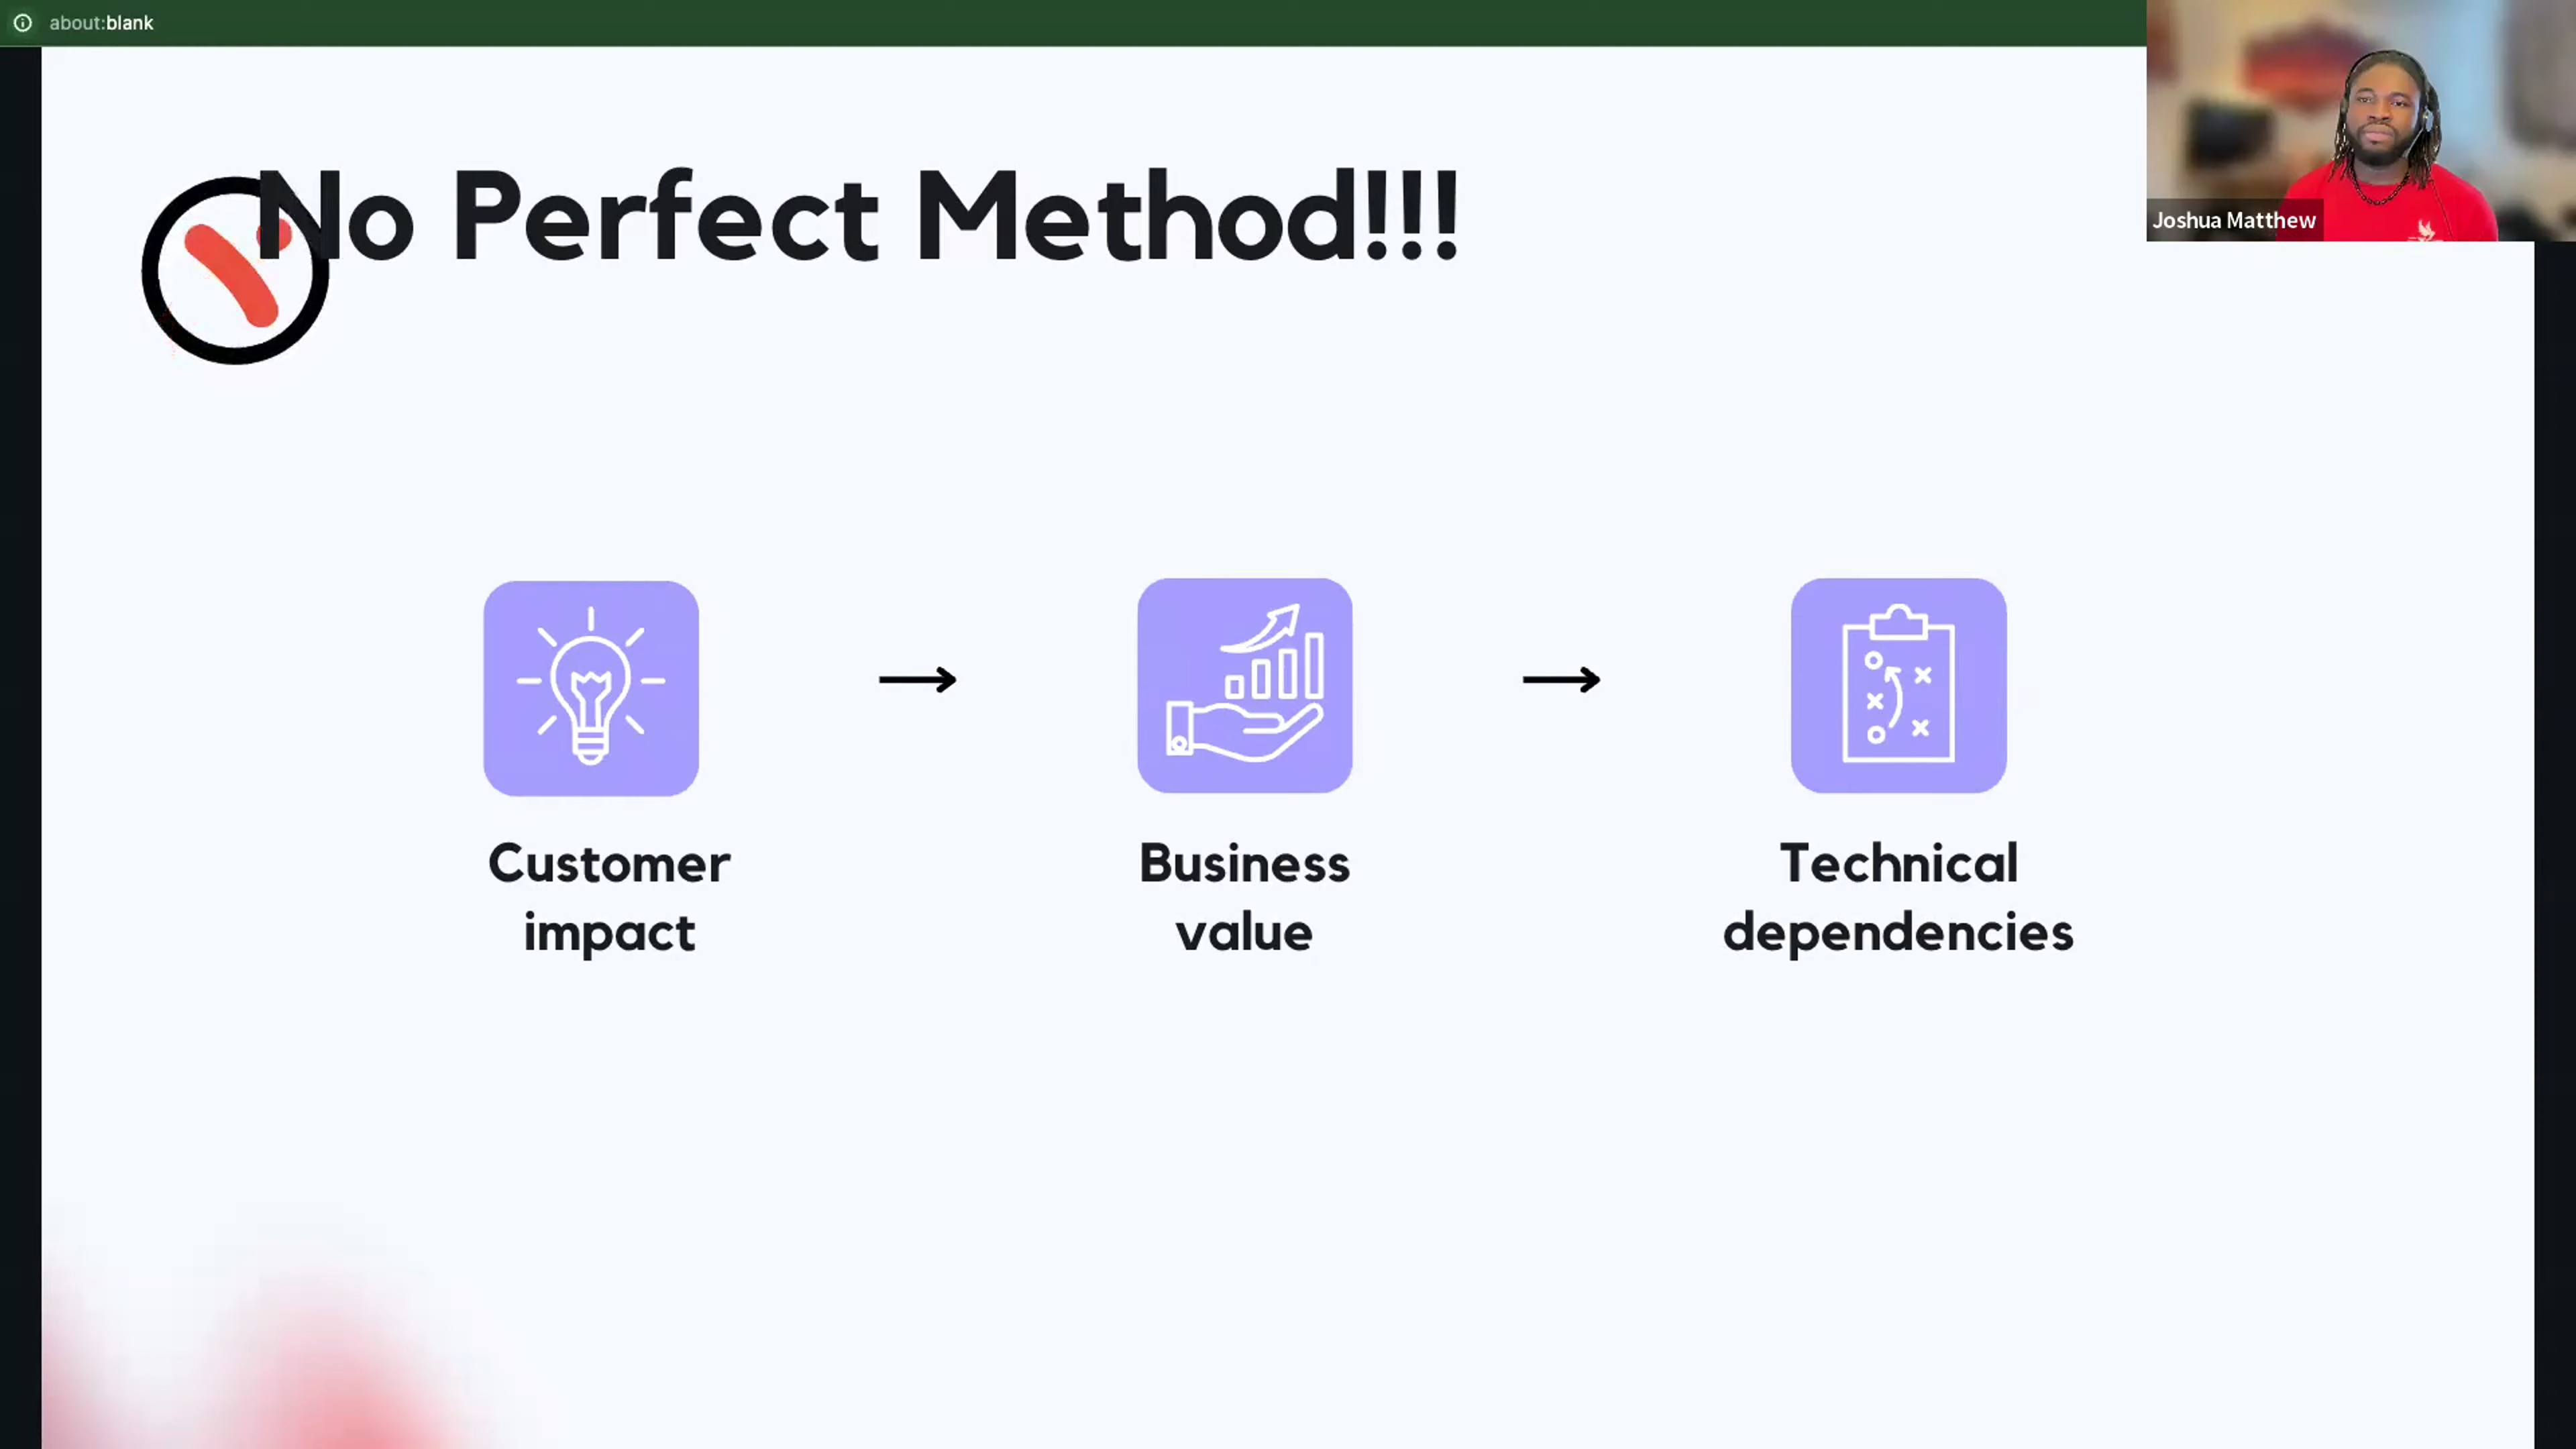 about:blank
Joshua Matthew
No Perfect Method!!!
Customer
impact
Business
value
Technical
dependencies